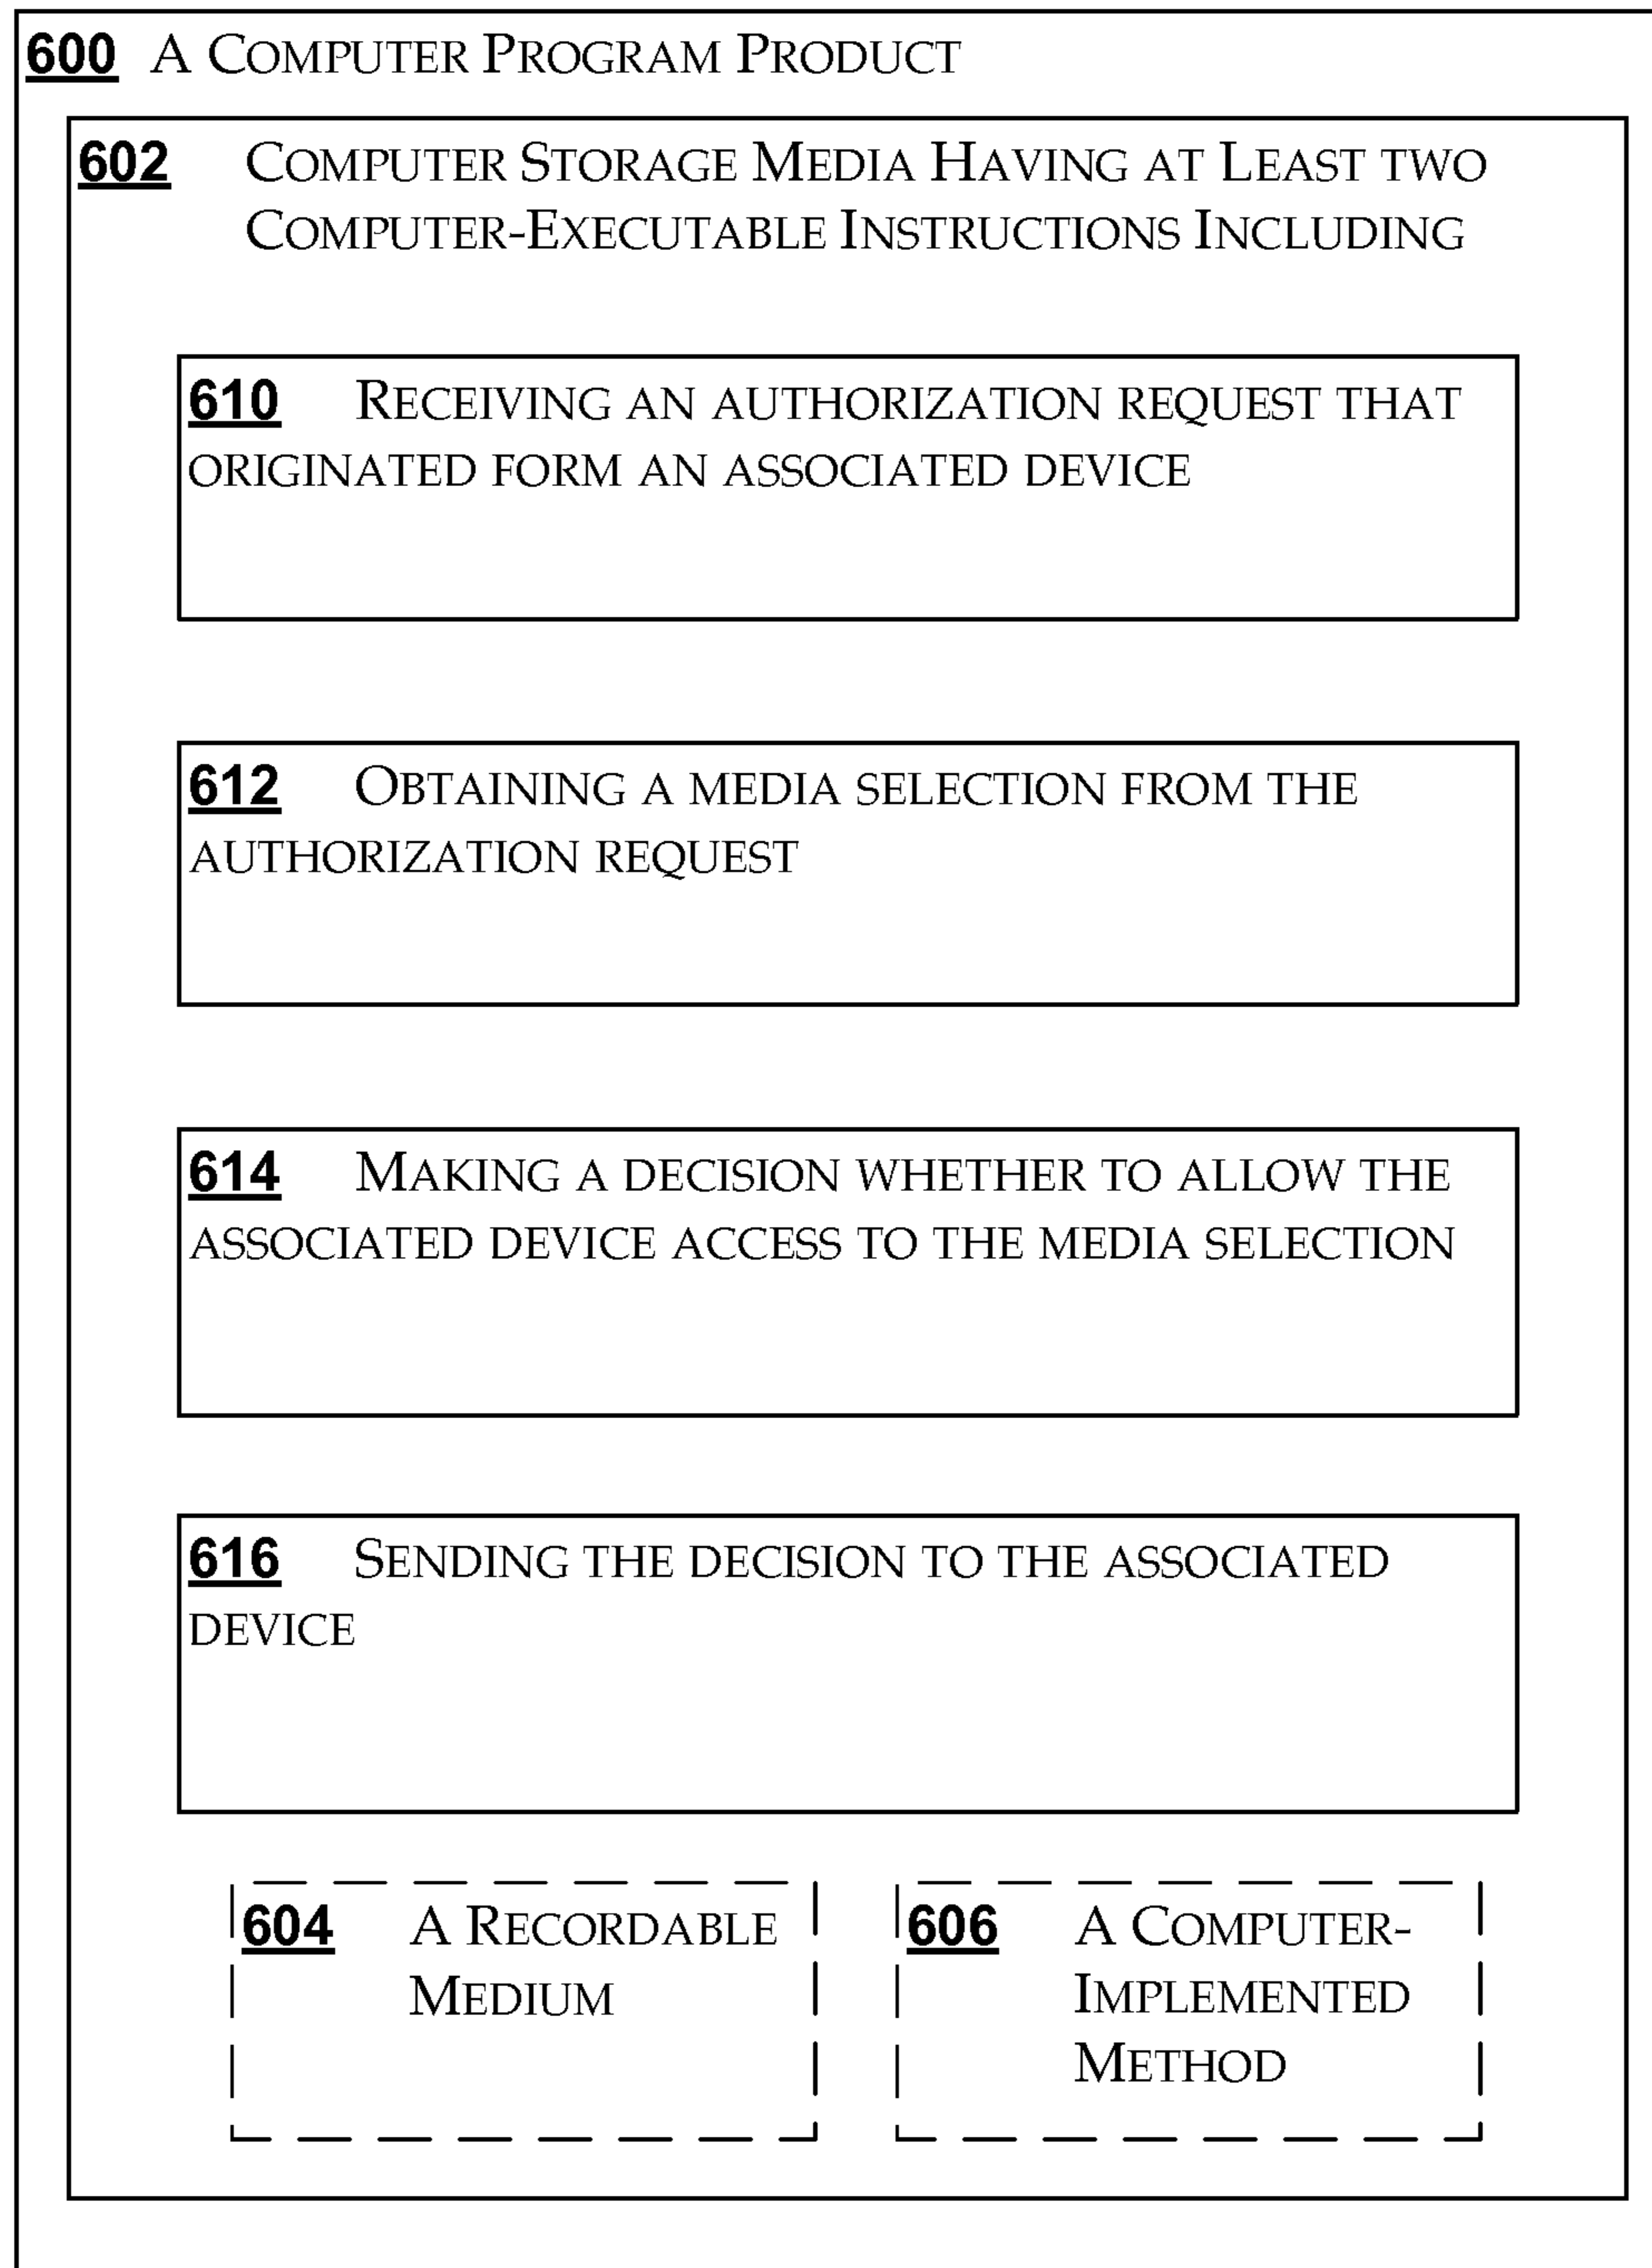 600 A COMPUTER PROGRAM PRODUCT
602 COMPUTER STORAGE MEDIA HAVING AT LEAST TWO
COMPUTER-EXECUTABLE INSTRUCTIONS INCLUDING
610 RECEIVING AN AUTHORIZATION REQUEST THAT
ORIGINATED FORM AN ASSOCIATED DEVICE
612 OBTAINING A MEDIA SELECTION FROM THE
AUTHORIZATION REQUEST
614 MAKING A DECISION WHETHER TO ALLOW THE
ASSOCIATED DEVICE ACCESS TO THE MEDIA SELECTION
616 SENDING THE DECISION TO THE ASSOCIATED
DEVICE
604 A RECORDABLE
MEDIUM
606 A COMPUTER-
IMPLEMENTED
METHOD